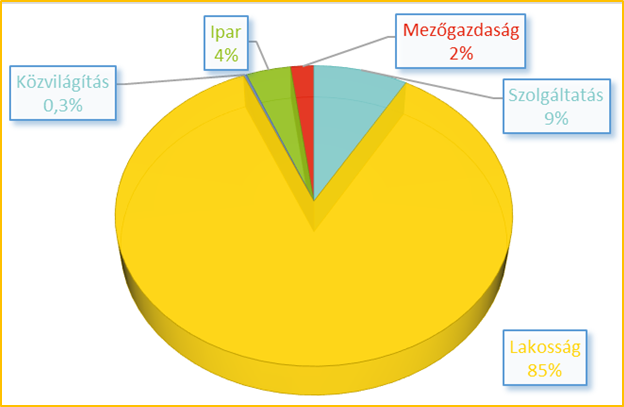 Ipar
4%
Mezőgazdaság
2%
Közvilágítás
0,3%
Szolgáltatás
9%
Lakosság
85%